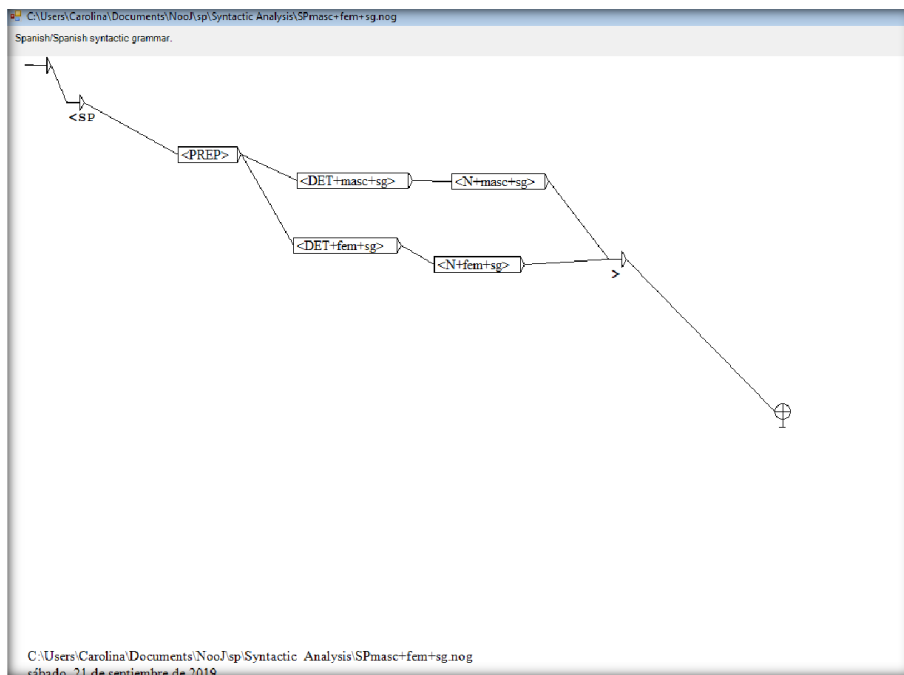 C:\Users\Carolina\Documents\NooJ\sp\Syntactic Analysis\SPmasc+fem+sg.nog
Spanish/Spanish syntactic grammar.
<SP
<PREP>
<DET+masc+sg> <N+masc+sg>
<DET+fem+sg>
<N+fem+sg>
>
C:\Users\Carolina\Documents\NooJ\sp\Syntactic Analysis\SPmasc+fem+sg.nog
sábado, 21 de septiembre de 2019